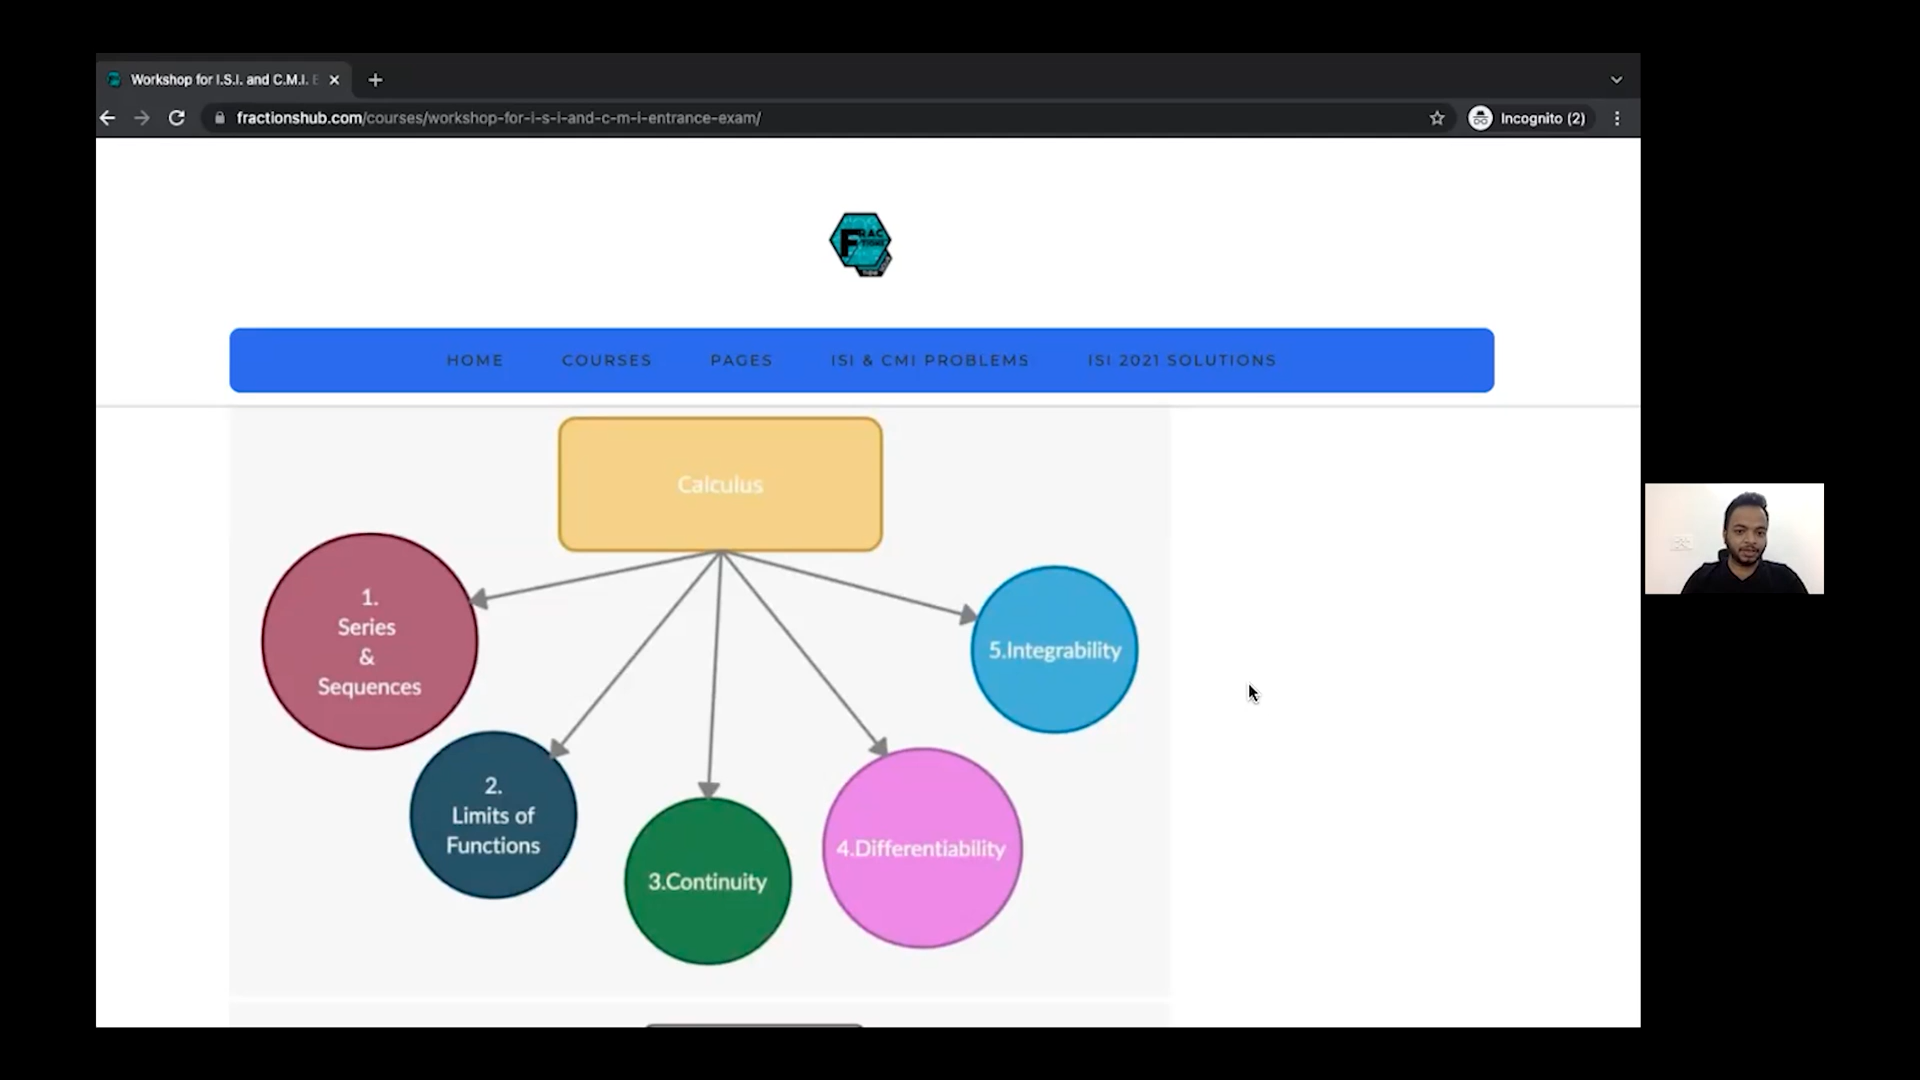 Workshop for I.S.I. and C.M.I. E
fractionshub.com/courses/workshop-for-i-s-i-and-c-m-i-entrance-exam/
Incognito (2)
FRAC
HOME
COURSES
PAGES
ISI & CMI PROBLEMS
ISI 2021 SOLUTIONS
Calculus
1.
Series
&
Sequences
2.
Limits of
Functions
3.Continuity
4.Differentiability
5.Integrability